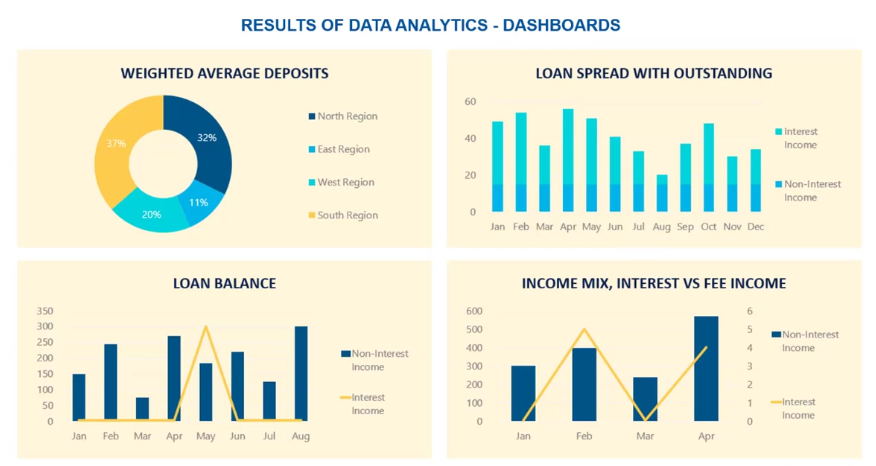 RESULTS OF DATA ANALYTICS - DASHBOARDS
WEIGHTED AVERAGE DEPOSITS
37%
32%
11%
20%
North Region
East Region
West Region
South Region
LOAN SPREAD WITH OUTSTANDING
60
40
20
0
Jan Feb Mar Apr May Jun Jul Aug Sep Oct Nov Dec
Interest
Income
Non-Interest
Income
LOAN BALANCE
350
300
250
200
150
100
50
0
Jan Feb Mar Apr May Jun Jul Aug
Non-Interest
Income
Interest
Income
INCOME MIX, INTEREST VS FEE INCOME
600
500
400
300
200
100
0
6
5
4
3
2
1
0
Jan Feb Mar Apr
Non-Interest
Income
Interest
Income